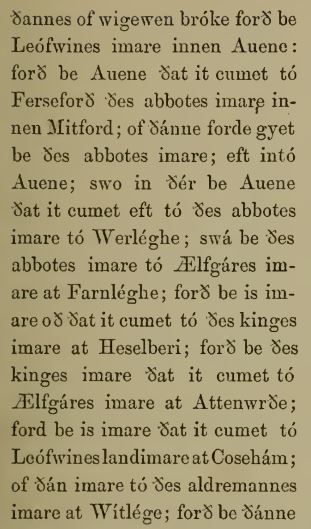 ðannes of wigewen bróke forð be
Leófwines imare innen Auene:
forð be Auene ðat it cumet tó
Ferseforð ðes abbotes imare in-
nen Mitford; of ðánne forde gyet
be ðes abbotes imare; eft intó
Auene; swo in ðér be Auene
ðat it cumet eft tó ðes abbotes
imare tó Werléghe; swá be ðes
abbotes imare tó Ælfgáres im-
are at Farnléghe; forð be is im-
are oð ðat it cumet tó ðes kinges
imare at Heselberi; forð be ðes
kinges imare ðat it cumet tó
Ælfgáres imare at Attenwrðe;
ford be is imare ðat it cumet tó
Leófwines landimare at Cosehám;
of ðán imare tó ðes aldremannes
imare at Wítlége; forð be ðánne